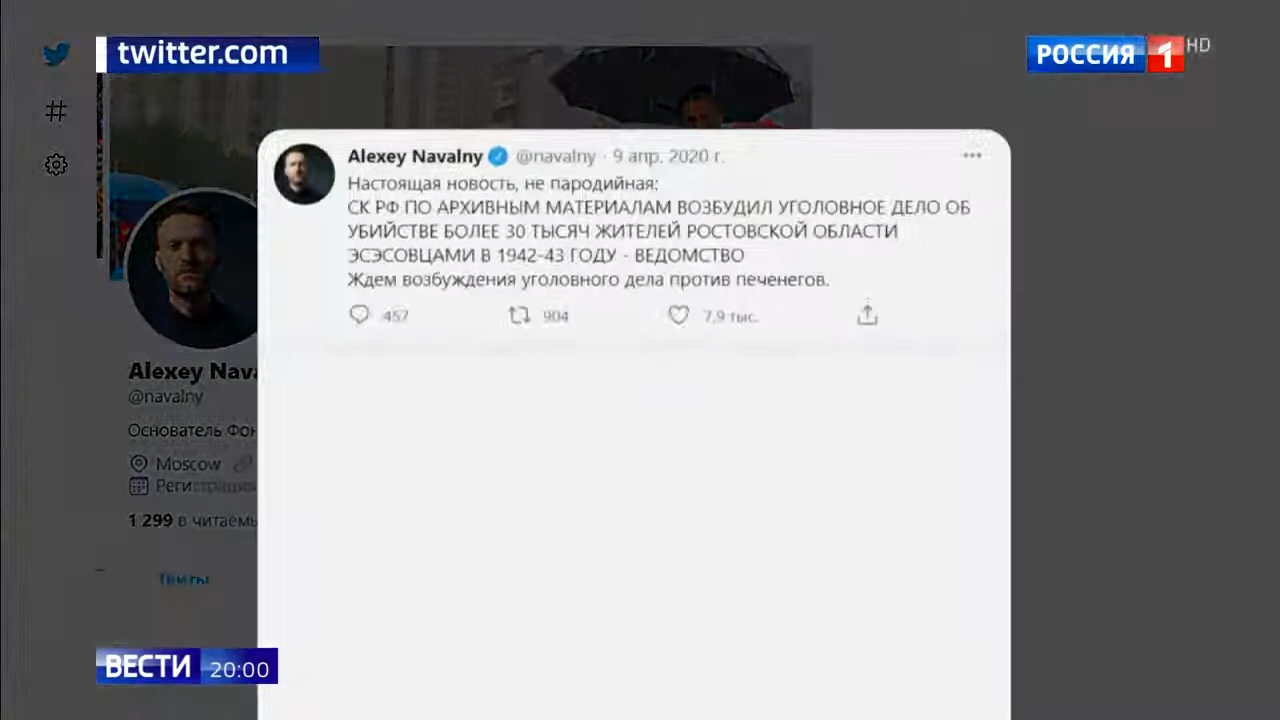 twitter.com
РОССИЯ 1 HD
Alexey Navalny @navalny · 9 апр. 2020 г.
Настоящая новость, не пародийная:
СК РФ ПО АРХИВНЫМ МАТЕРИАЛАМ ВОЗБУДИЛ УГОЛОВНОЕ ДЕЛО ОБ
УБИЙСТВЕ БОЛЕЕ 30 ТЫСЯЧ ЖИТЕЛЕЙ РОСТОВСКОЙ ОБЛАСТИ
ЭСЭСОВЦАМИ В 1942-43 ГОДУ - ВЕДОМСТВО
Ждем возбуждения уголовного дела против печенегов.
457 904 7,9 тыс.
Alexey Nava
@navalny
Основатель Фон
Moscow
Регистрация
1 299 в читаемы
Твиты
ВЕСТИ 20:00